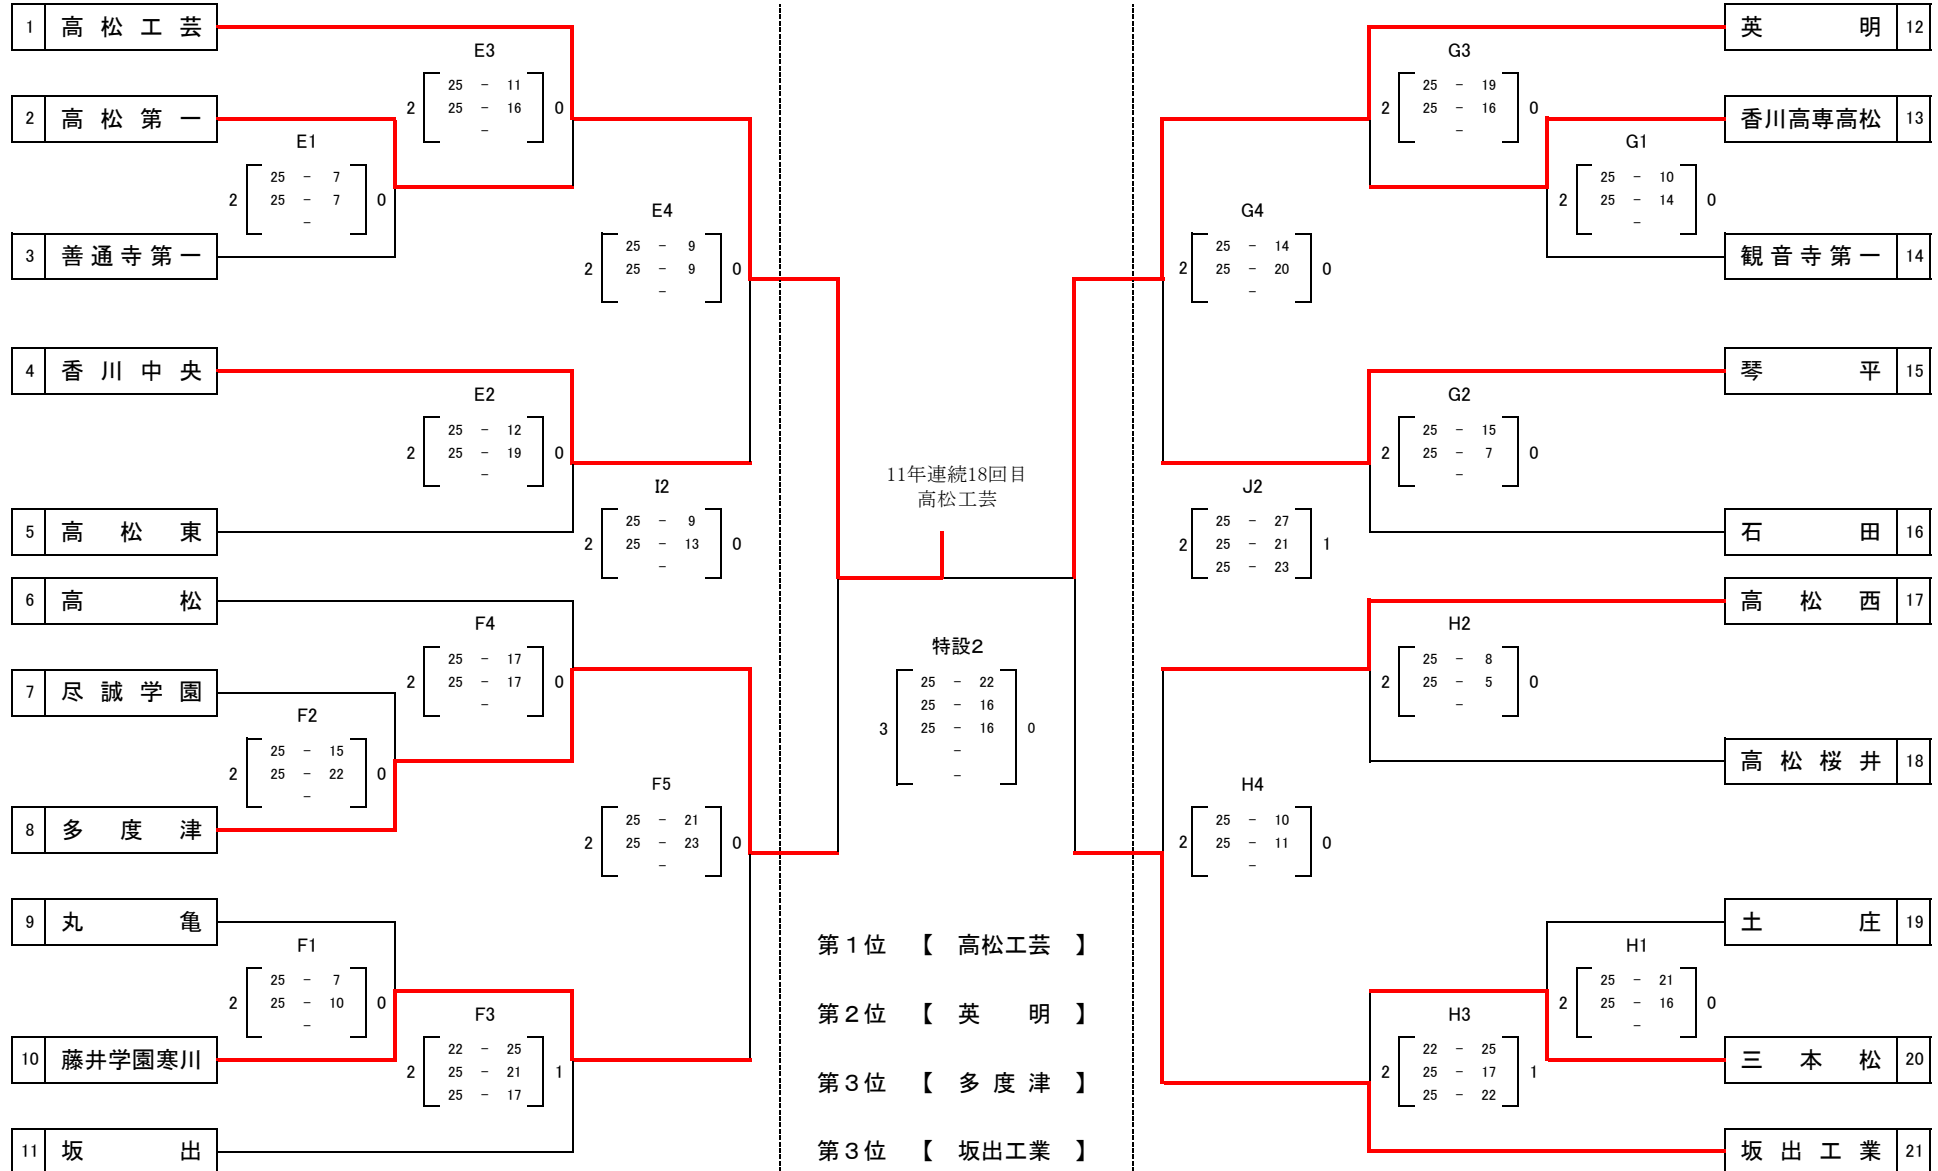 1 高松工芸
E3
25 - 11
2 25 - 16 0
-
2 高松第一
E1
25 - 7
2 25 - 7 0
-
3 善通寺第一
E4
25 - 9
2 25 - 9 0
-
4 香川中央
E2
25 - 12
2 25 - 19 0
-
5 高松東
I2
25 - 9
2 25 - 13 0
-
6 高松
F4
25 - 17
2 25 - 17 0
-
7 尽誠学園
F2
25 - 15
2 25 - 22 0
-
8 多度津
F5
25 - 21
2 25 - 23 0
-
9 丸亀
F1
25 - 7
2 25 - 10 0
-
10 藤井学園寒川
F3
22 - 25
2 25 - 21 1
25 - 17
11 坂出
11年連続18回目
高松工芸
特設2
25 - 22
25 - 16
3 25 - 16 0
-
-
第1位 【 高松工芸 】
第2位 【 英明 】
第3位 【 多度津 】
第3位 【 坂出工業 】
英明 12
G3
25 - 19
2 25 - 16 0
-
香川高専高松 13
G1
25 - 10
2 25 - 14 0
-
観音寺第一 14
G4
25 - 14
2 25 - 20 0
-
琴平 15
G2
25 - 15
2 25 - 7 0
-
石田 16
J2
25 - 27
2 25 - 21 1
25 - 23
高松西 17
H2
25 - 8
2 25 - 5 0
-
高松桜井 18
H4
25 - 10
2 25 - 11 0
-
土庄 19
H1
25 - 21
2 25 - 16 0
-
三本松 20
H3
22 - 25
2 25 - 17 1
25 - 22
坂出工業 21